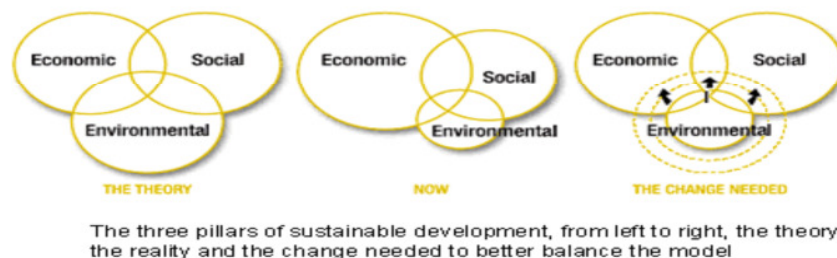 Economic Social
Environmental
THE THEORY
Economic
Social
Environmental
NOW
Economic Social
Environmental
THE CHANGE NEEDED
The three pillars of sustainable development, from left to right, the theory
the reality and the change needed to better balance the model